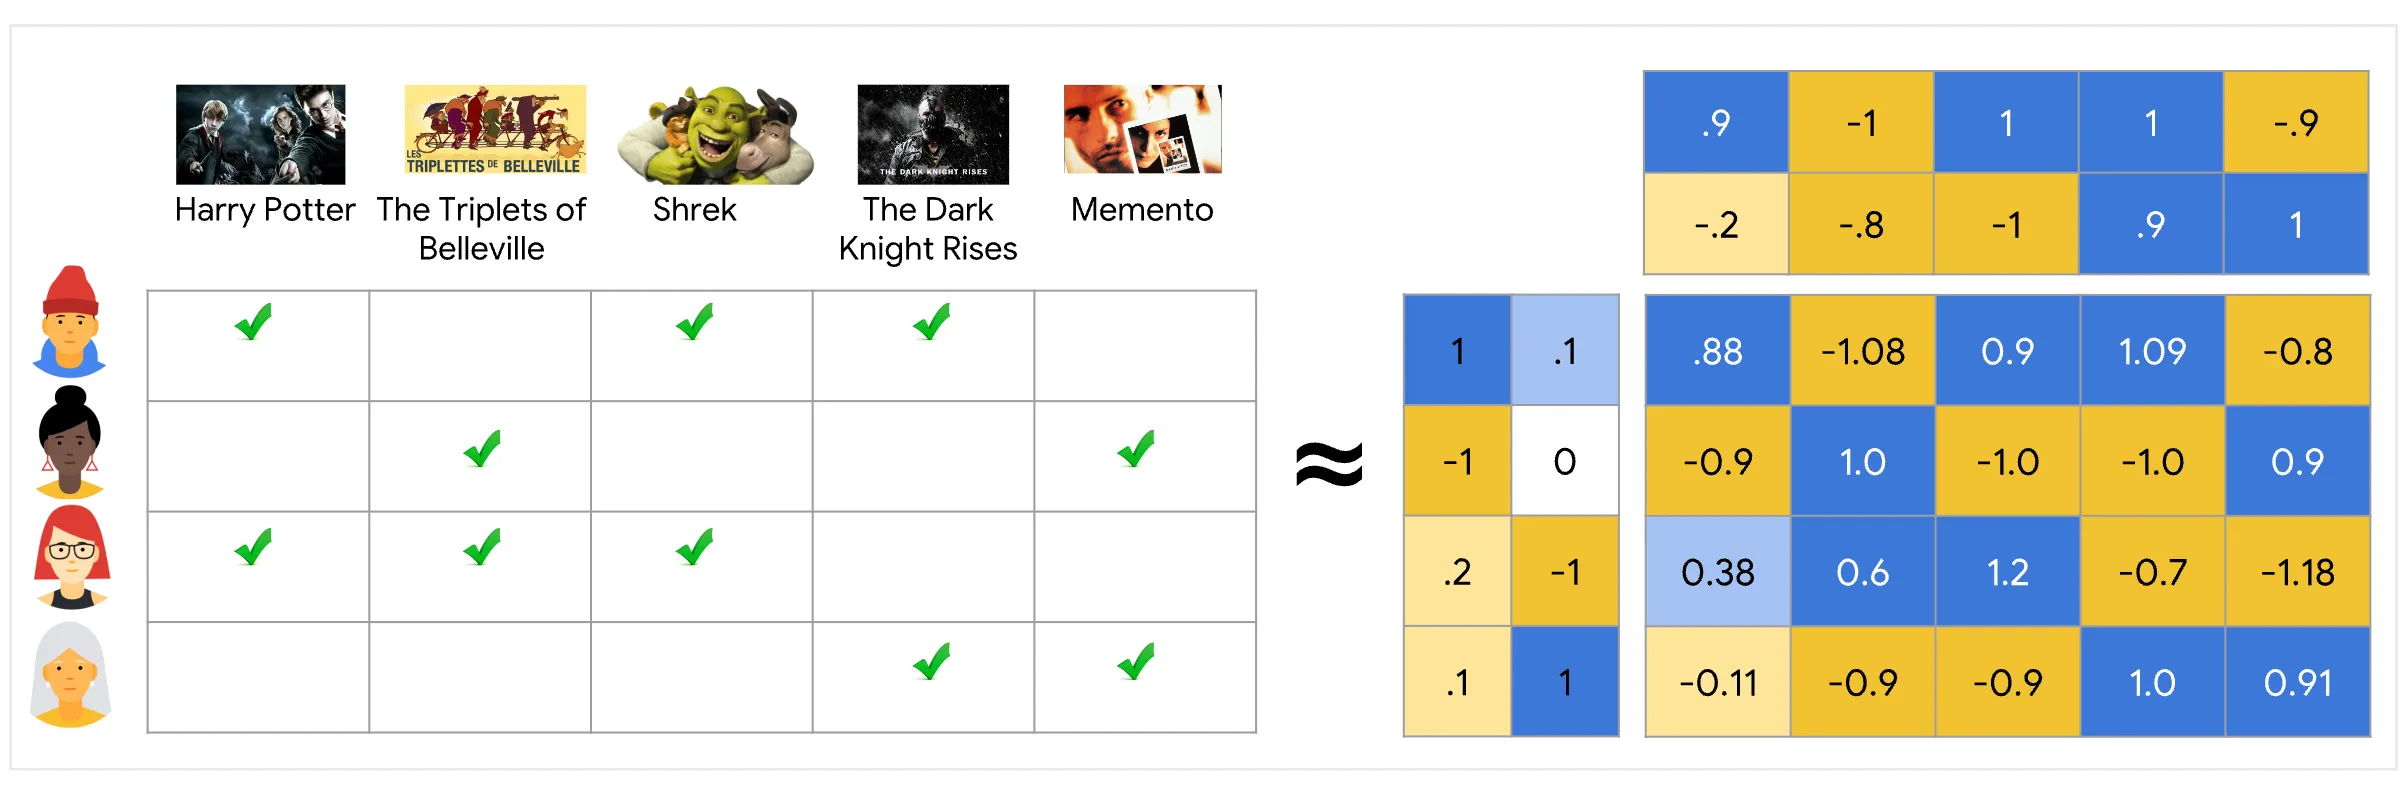 LES
TRIPLETTES DE BELLEVILLE
THE DARK KNIGHT RISES
Harry Potter
The Triplets of
Belleville
Shrek
The Dark
Knight Rises
Memento
.9 -1 1 1 -.9
-.2 -.8 -1 .9 1
≈
1 .1 .88 -1.08 0.9 1.09 -0.8
-1 0 -0.9 1.0 -1.0 -1.0 0.9
.2 -1 0.38 0.6 1.2 -0.7 -1.18
.1 1 -0.11 -0.9 -0.9 1.0 0.91